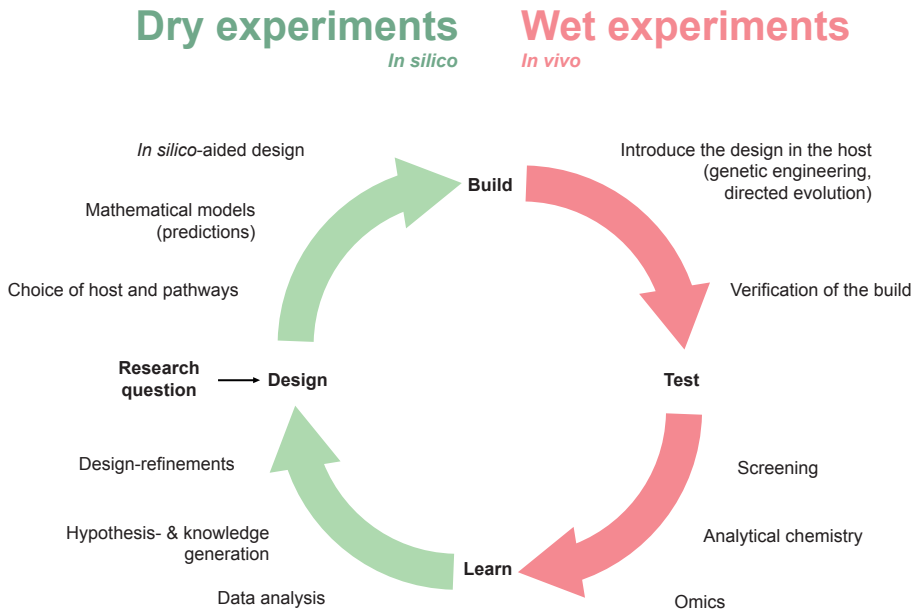 Dry experiments
In silico
Wet experiments
In vivo
In silico-aided design
Mathematical models
(predictions)
Choice of host and pathways
Build
Introduce the design in the host
(genetic engineering,
directed evolution)
Verification of the build
Research
question
Design
Test
Design-refinements
Hypothesis- & knowledge
generation
Data analysis
Learn
Screening
Analytical chemistry
Omics